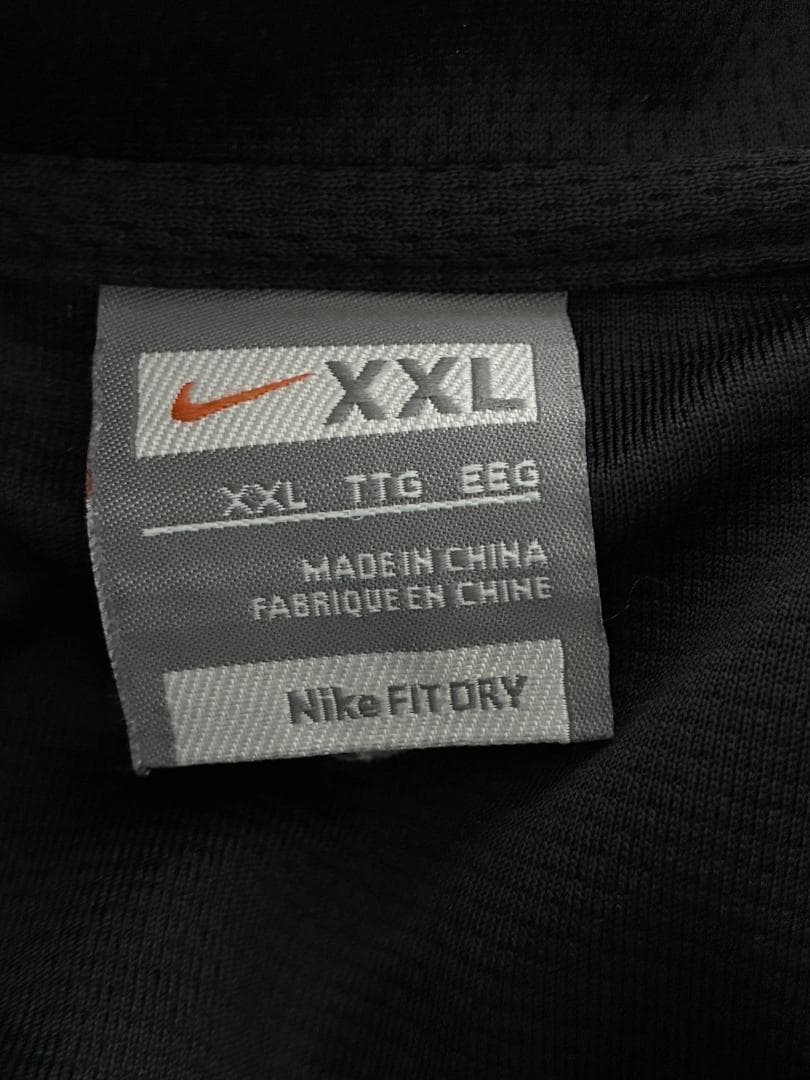 XXL
XXL TTG EEG
MADE IN CHINA
FABRIQUE EN CHINE
Nike FIT DRY